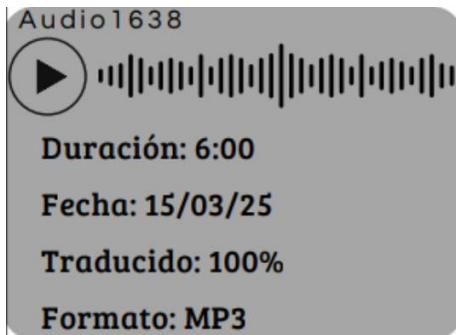 Audio1638
Duración: 6:00
Fecha: 15/03/25
Traducido: 100%
Formato: MP3